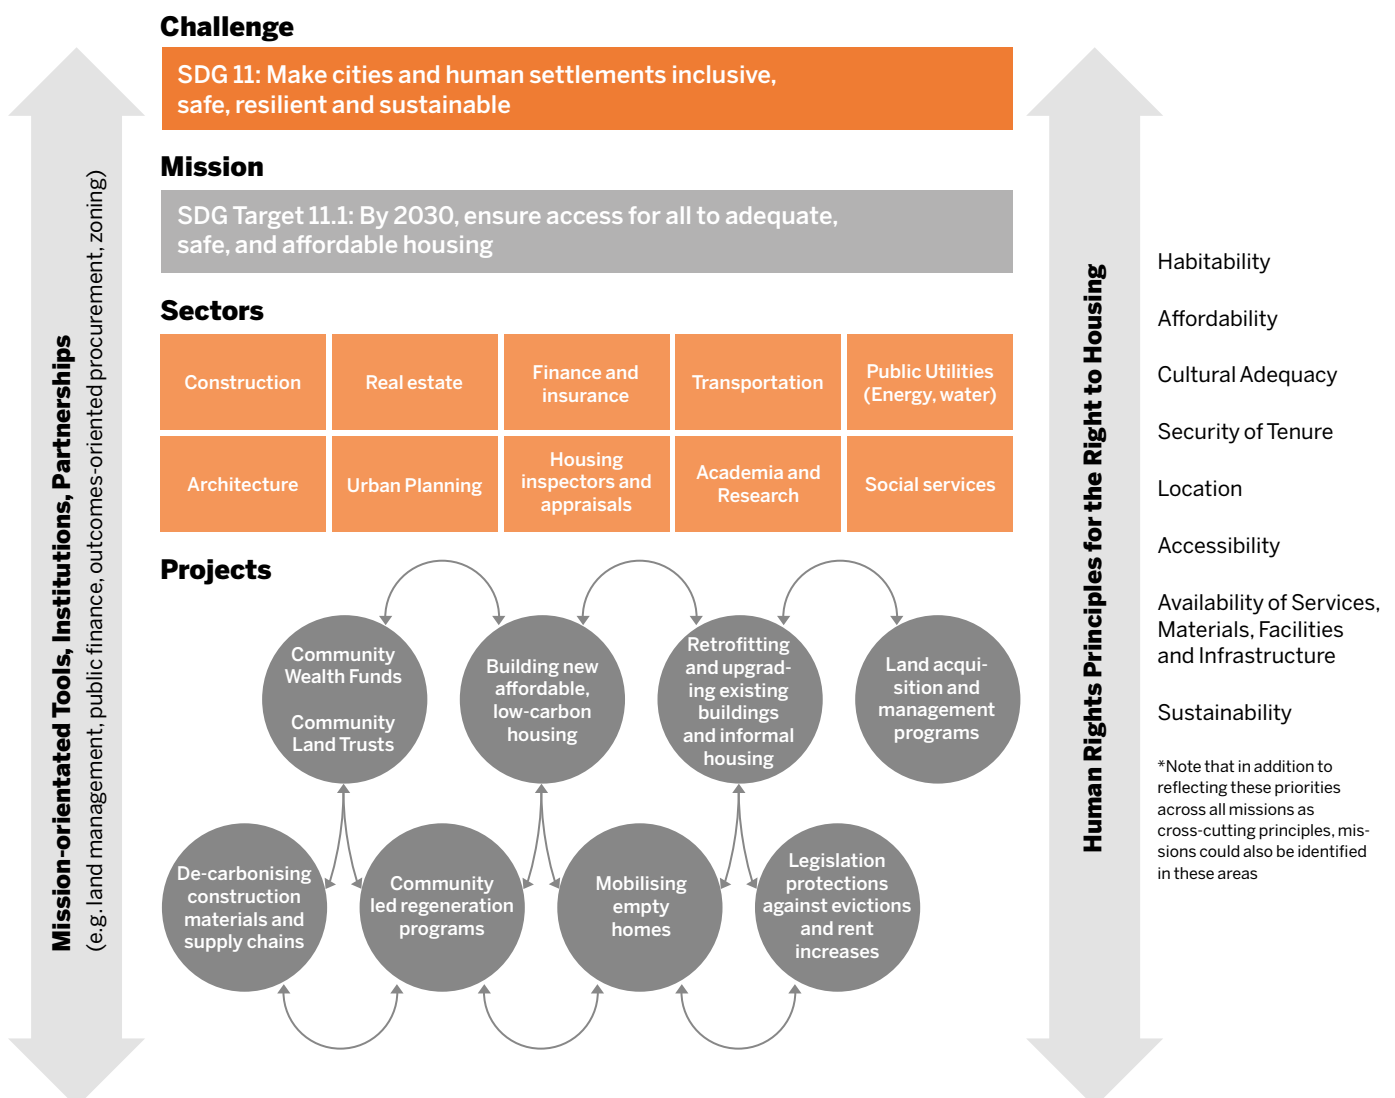 Challenge
SDG 11: Make cities and human settlements inclusive,
safe, resilient and sustainable
Mission
SDG Target 11.1: By 2030, ensure access for all to adequate,
safe, and affordable housing
Sectors
Construction
Real estate
Finance and
insurance
Transportation
Public Utilities
(Energy, water)
Architecture
Urban Planning
Housing
inspectors and
appraisals
Academia and
Research
Social services
Projects
Community
Wealth Funds
Community
Land Trusts
Building new
affordable,
low-carbon
housing
Retrofitting
and upgrad-
ing existing
buildings
and informal
housing
Land acqui-
sition and
management
programs
De-carbonising
construction
materials and
supply chains
Community
led regeneration
programs
Mobilising
empty
homes
Legislation
protections
against evictions
and rent
increases
Mission-orientated Tools, Institutions, Partnerships
(e.g. land management, public finance, outcomes-oriented procurement, zoning)
Human Rights Principles for the Right to Housing
Habitability
Affordability
Cultural Adequacy
Security of Tenure
Location
Accessibility
Availability of Services,
Materials, Facilities
and Infrastructure
Sustainability
*Note that in addition to
reflecting these priorities
across all missions as
cross-cutting principles, mis-
sions could also be identified
in these areas